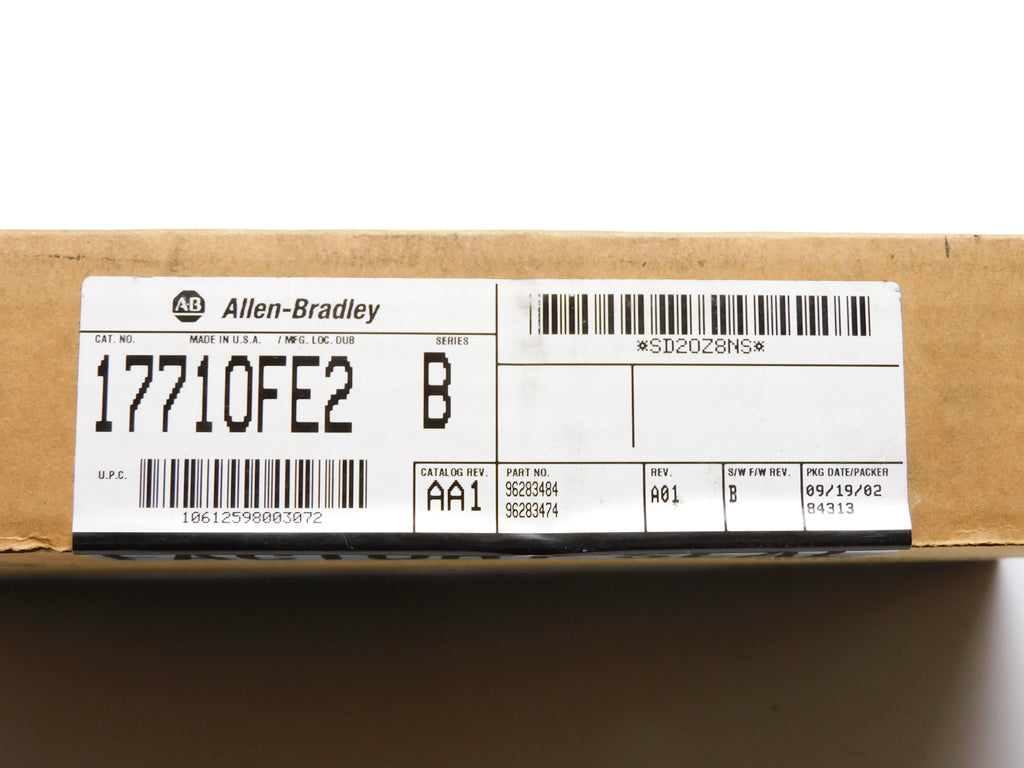 A·B Allen-Bradley
CAT. NO. MADE IN U.S.A. / MFG. LOC. DUB SERIES
1771OFE2 B
U.P.C.
10612598003072
*SD20Z8NS*
CATALOG REV.
AA1
PART NO.
96283484
96283474
REV.
A01
S/W F/W REV.
B
PKG DATE/PACKER
09/19/02
84313